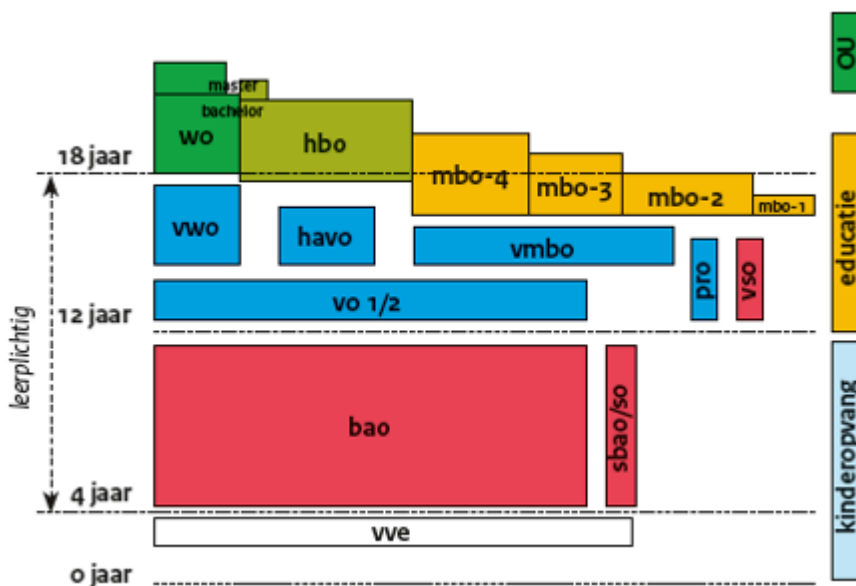 OU
master
bachelor
wo
hbo
18 jaar
mbo-4
mbo-3
mbo-2
mbo-1
vwo
havo
vmbo
pro
vso
educatie
vo 1/2
12 jaar
leerplichtig
bao
sbao/so
kinderopvang
4 jaar
vve
0 jaar